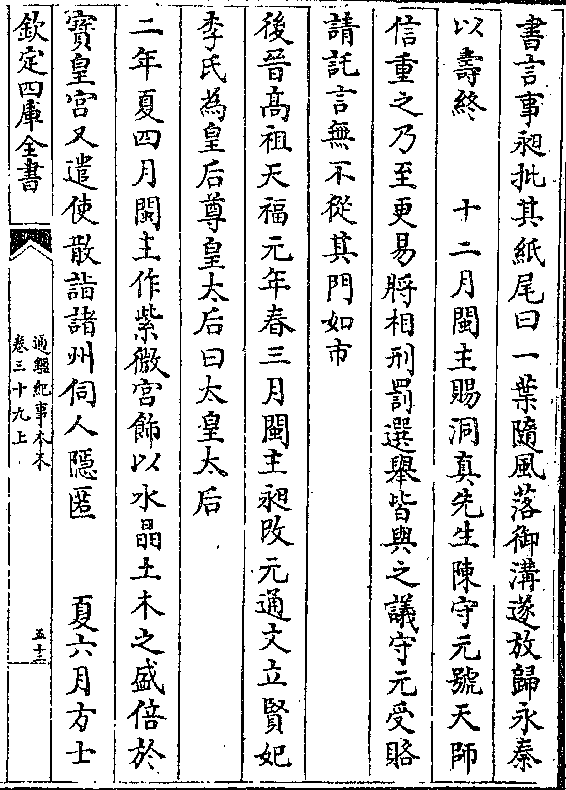 書言事昶批其紙尾曰一葉隨風落御溝遂放歸永泰
以壽終　十二月閩主賜洞真先生陳守元號天師
信重之乃至更易將相刑罰選舉皆與之議守元受賂
請託言無不從其門如市
後晉高祖天福元年春三月閩主昶改元通文立賢妃
李氏為皇后尊皇太后曰太皇太后
二年夏四月閩主作紫微宮飾以水晶土木之盛倍於
寳皇宮又遣使散詣諸州伺人隱匿　夏六月方士
欽定四庫全書
通鑑紀事本末
卷三十九上
五十二